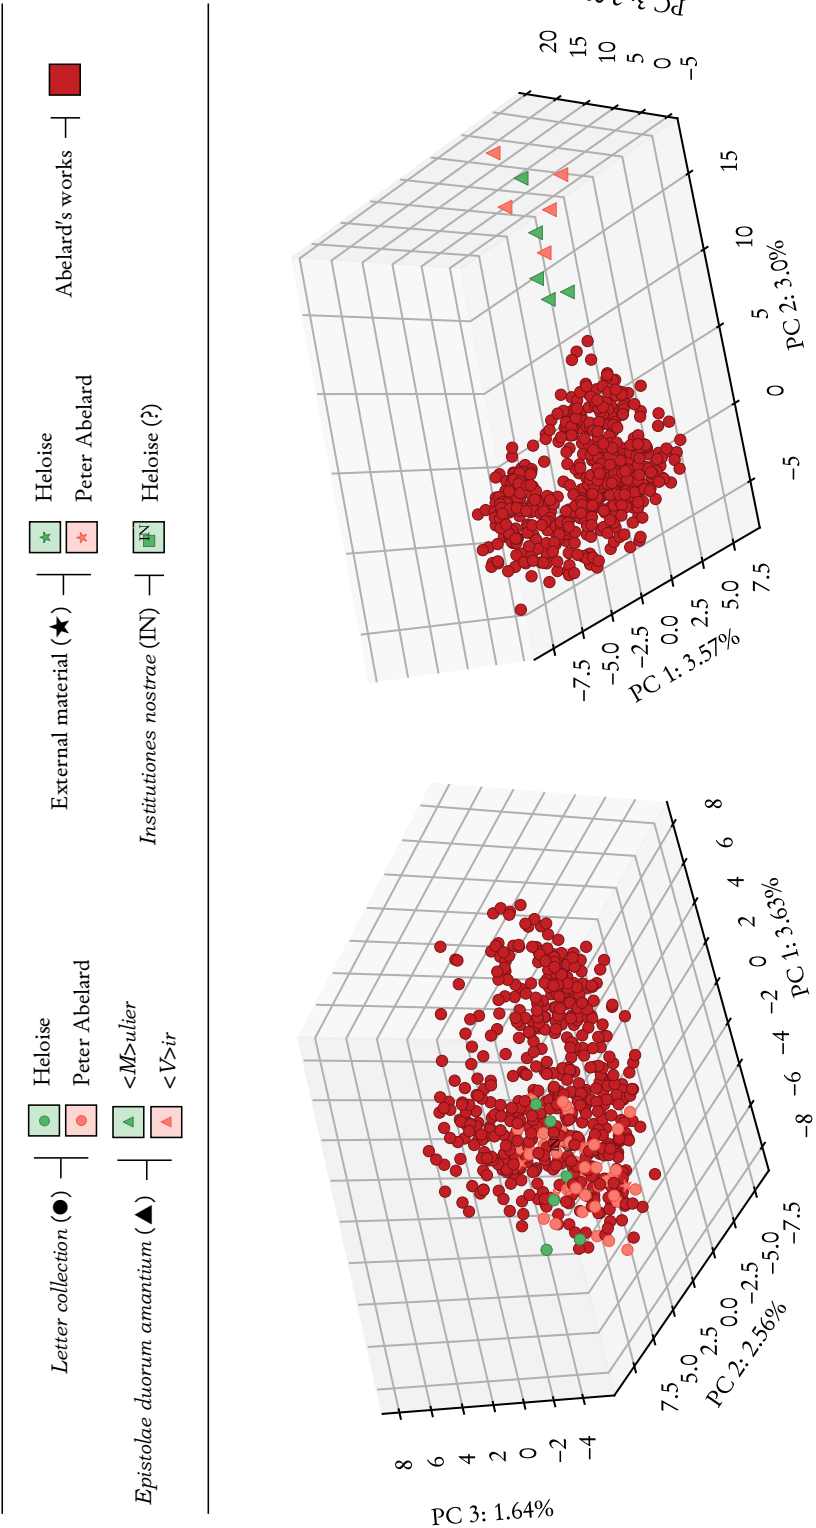 Letter collection (●)
Heloise
Peter Abelard
Epistolae duorum amantium (▲)
<M>ulier
<V>ir
External material (★)
Heloise
Peter Abelard
Institutiones nostrae (IN)
IN
Heloise (?)
Abelard's works
PC 3: 1.64%
8
6
4
2
0
−2
−4
7.5
5.0
2.5
0.0
−2.5
−5.0
−7.5
PC 2: 2.56%
−8
−6
−4
−2
0
2
4
6
8
PC 1: 3.63%
IN
−7.5
−5.0
−2.5
0.0
2.5
5.0
7.5
PC 1: 3.57%
−5
0
5
10
15
PC 2: 3.0%
20
15
10
5
0
−5
PC 3: